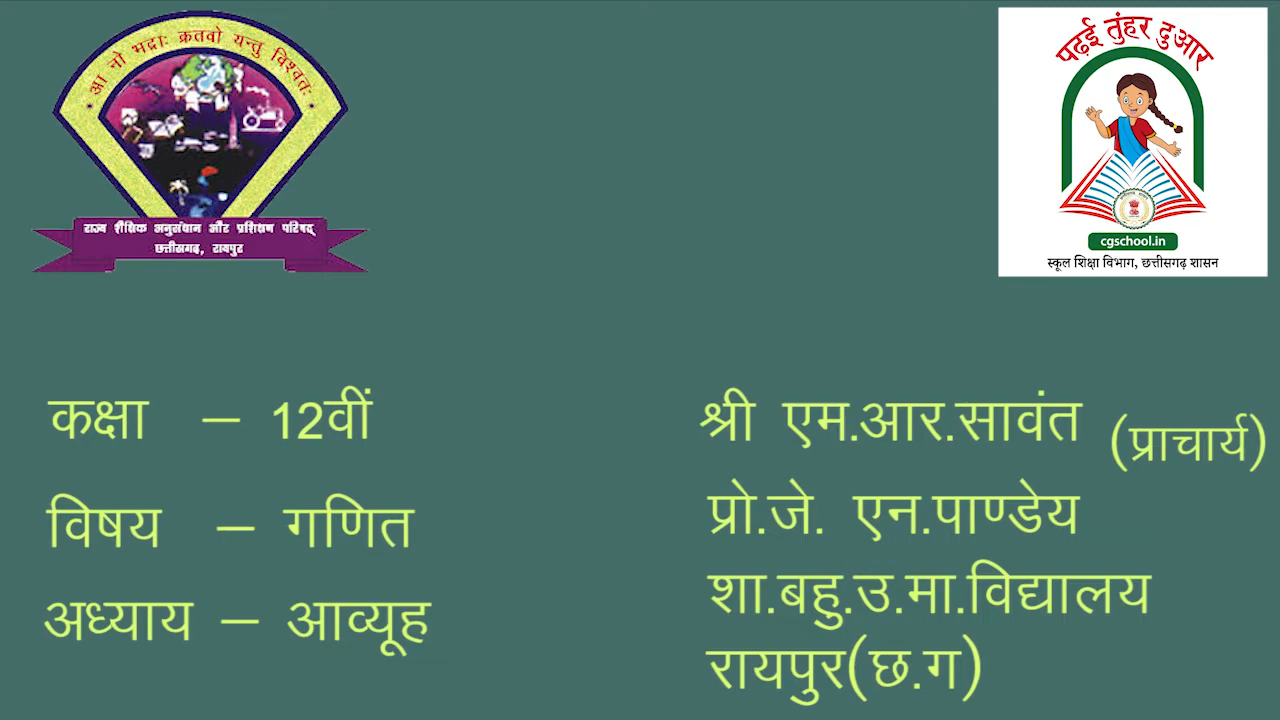 आ नो भद्राः क्रतवो यन्तु विश्वतः
राज्य शैक्षिक अनुसंधान और प्रशिक्षण परिषद्
छत्तीसगढ़, रायपुर
पढ़ई तुंहर दुआर
cgschool.in
स्कूल शिक्षा विभाग, छत्तीसगढ़ शासन
कक्षा – 12वीं
विषय – गणित
अध्याय – आव्यूह
श्री एम.आर.सावंत (प्राचार्य)
प्रो.जे. एन.पाण्डेय
शा.बहु.उ.मा.विद्यालय
रायपुर(छ.ग)